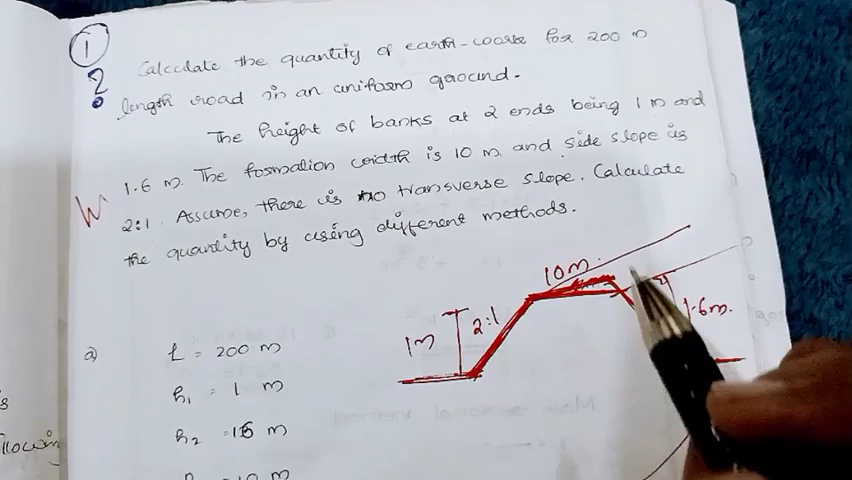 1
?
Calculate the quantity of earth-work for 200 m
length road in an uniform ground.
The height of banks at 2 ends being 1 m and
1.6 m. The formation width is 10 m and side slope is
2:1. Assume, there is no transverse slope. Calculate
the quantity by using different methods.
10m.
1m
2:1
1.6m.
a)
L = 200 m
h₁ = 1 m
h₂ = 1.6 m
= 10 m
llowing